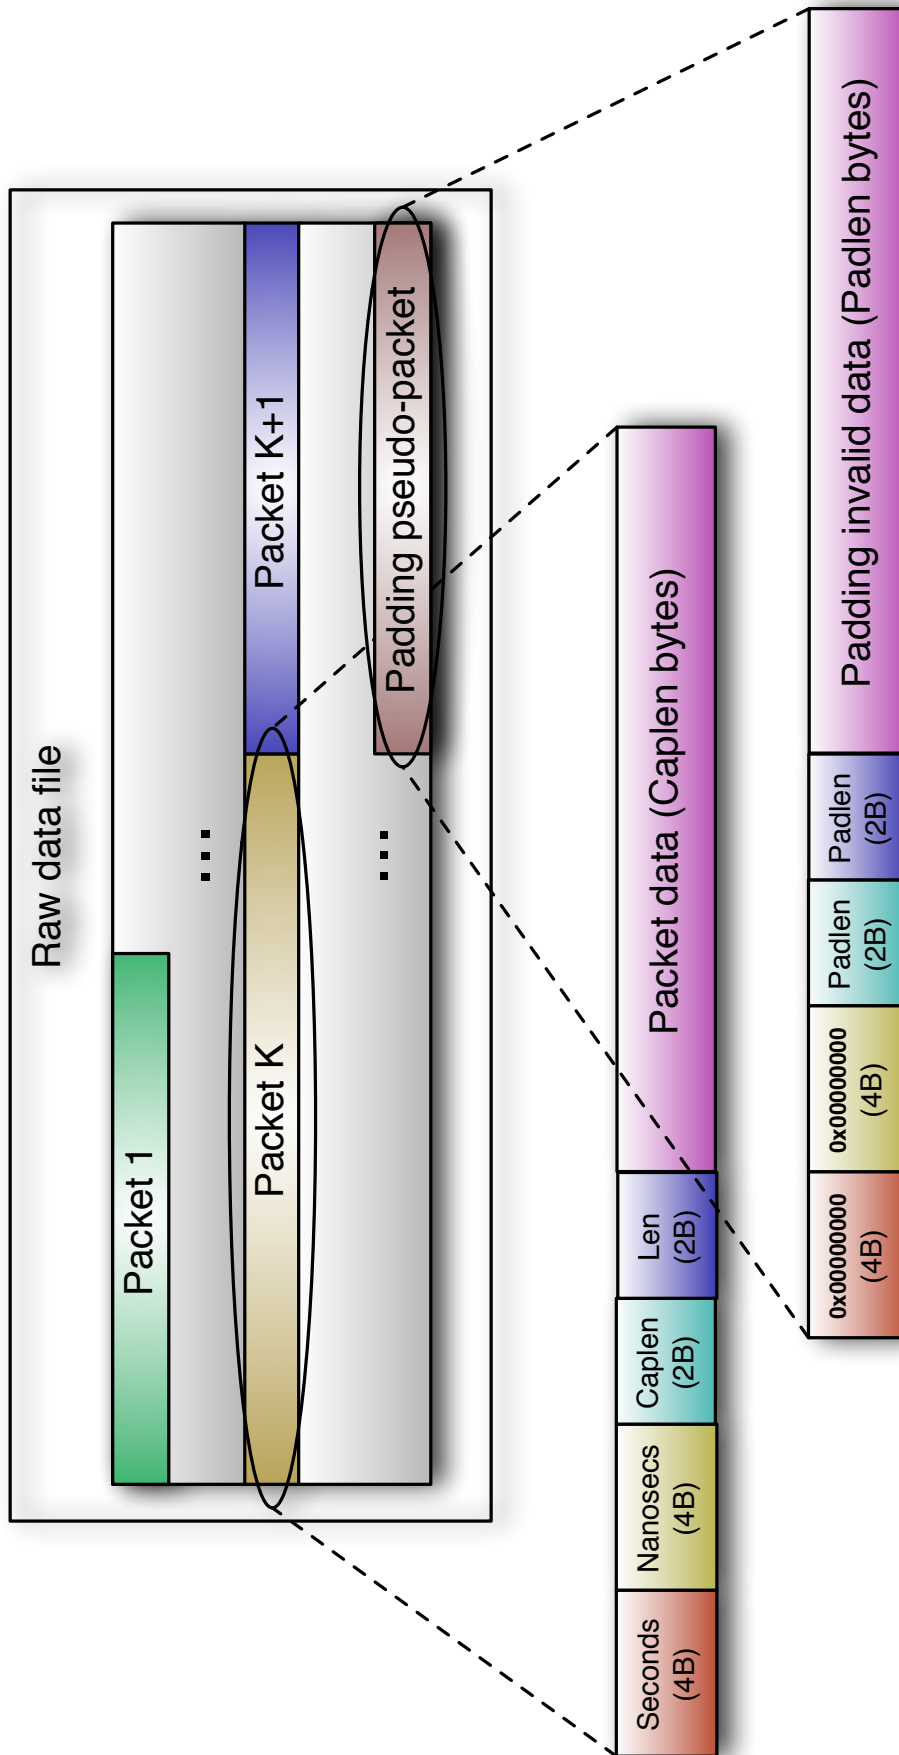 Raw data file
Packet 1
...
Packet K
Packet K+1
...
Padding pseudo-packet
Seconds
(4B)
Nanosecs
(4B)
Caplen
(2B)
Len
(2B)
Packet data (Caplen bytes)
0x00000000
(4B)
0x00000000
(4B)
Padlen
(2B)
Padlen
(2B)
Padding invalid data (Padlen bytes)